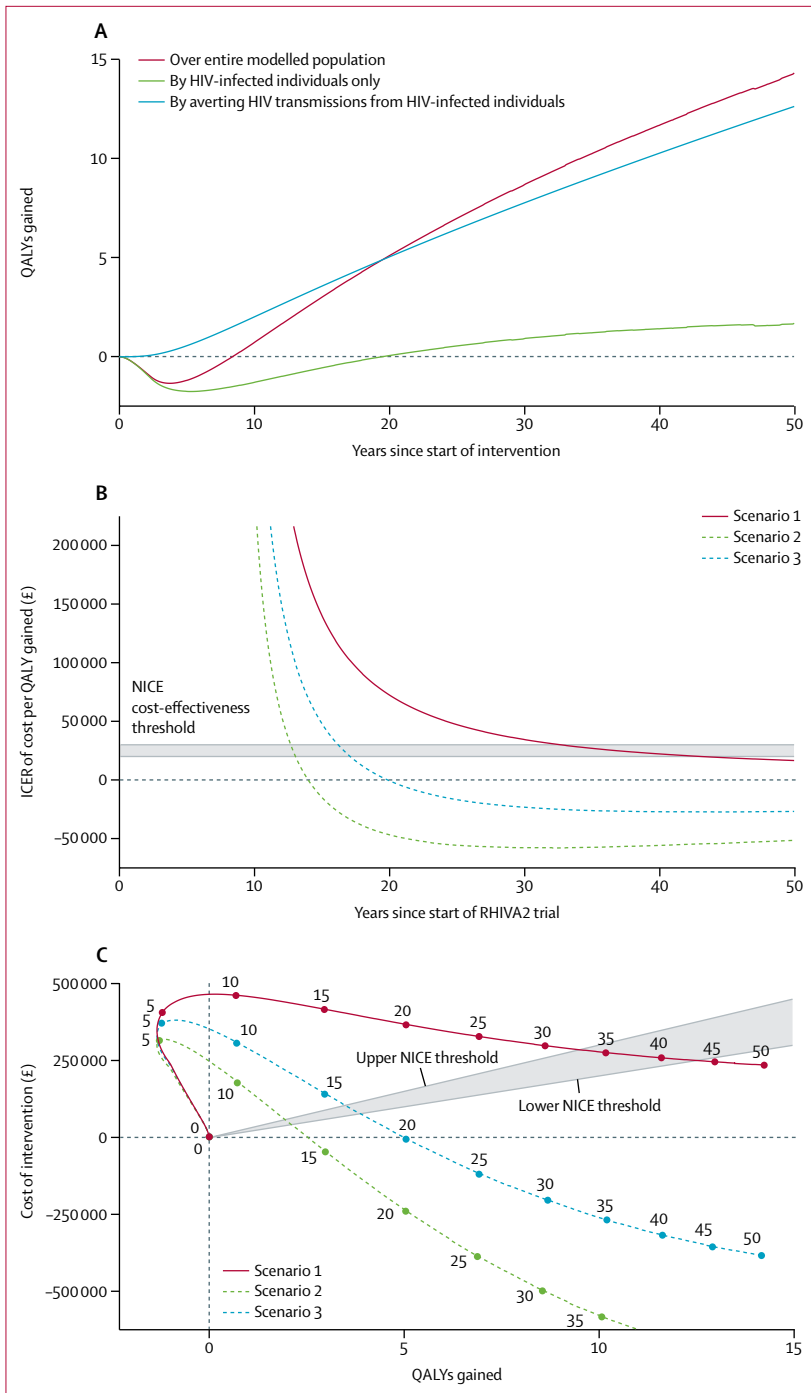 A
Over entire modelled population
By HIV-infected individuals only
By averting HIV transmissions from HIV-infected individuals
15
10
5
0
QALYs gained
0 10 20 30 40 50
Years since start of intervention
B
Scenario 1
Scenario 2
Scenario 3
200 000
150 000
100 000
50 000
0
–50 000
ICER of cost per QALY gained (£)
NICE
cost-effectiveness
threshold
0 10 20 30 40 50
Years since start of RHIVA2 trial
C
500 000
250 000
0
–250 000
–500 000
Cost of intervention (£)
5 10 15 20 25 30 35 40 45 50
5 10 15 20 25 30 35 40 45 50
5 10 15 20 25 30 35
0
0
Upper NICE threshold
Lower NICE threshold
Scenario 1
Scenario 2
Scenario 3
0 5 10 15
QALYs gained